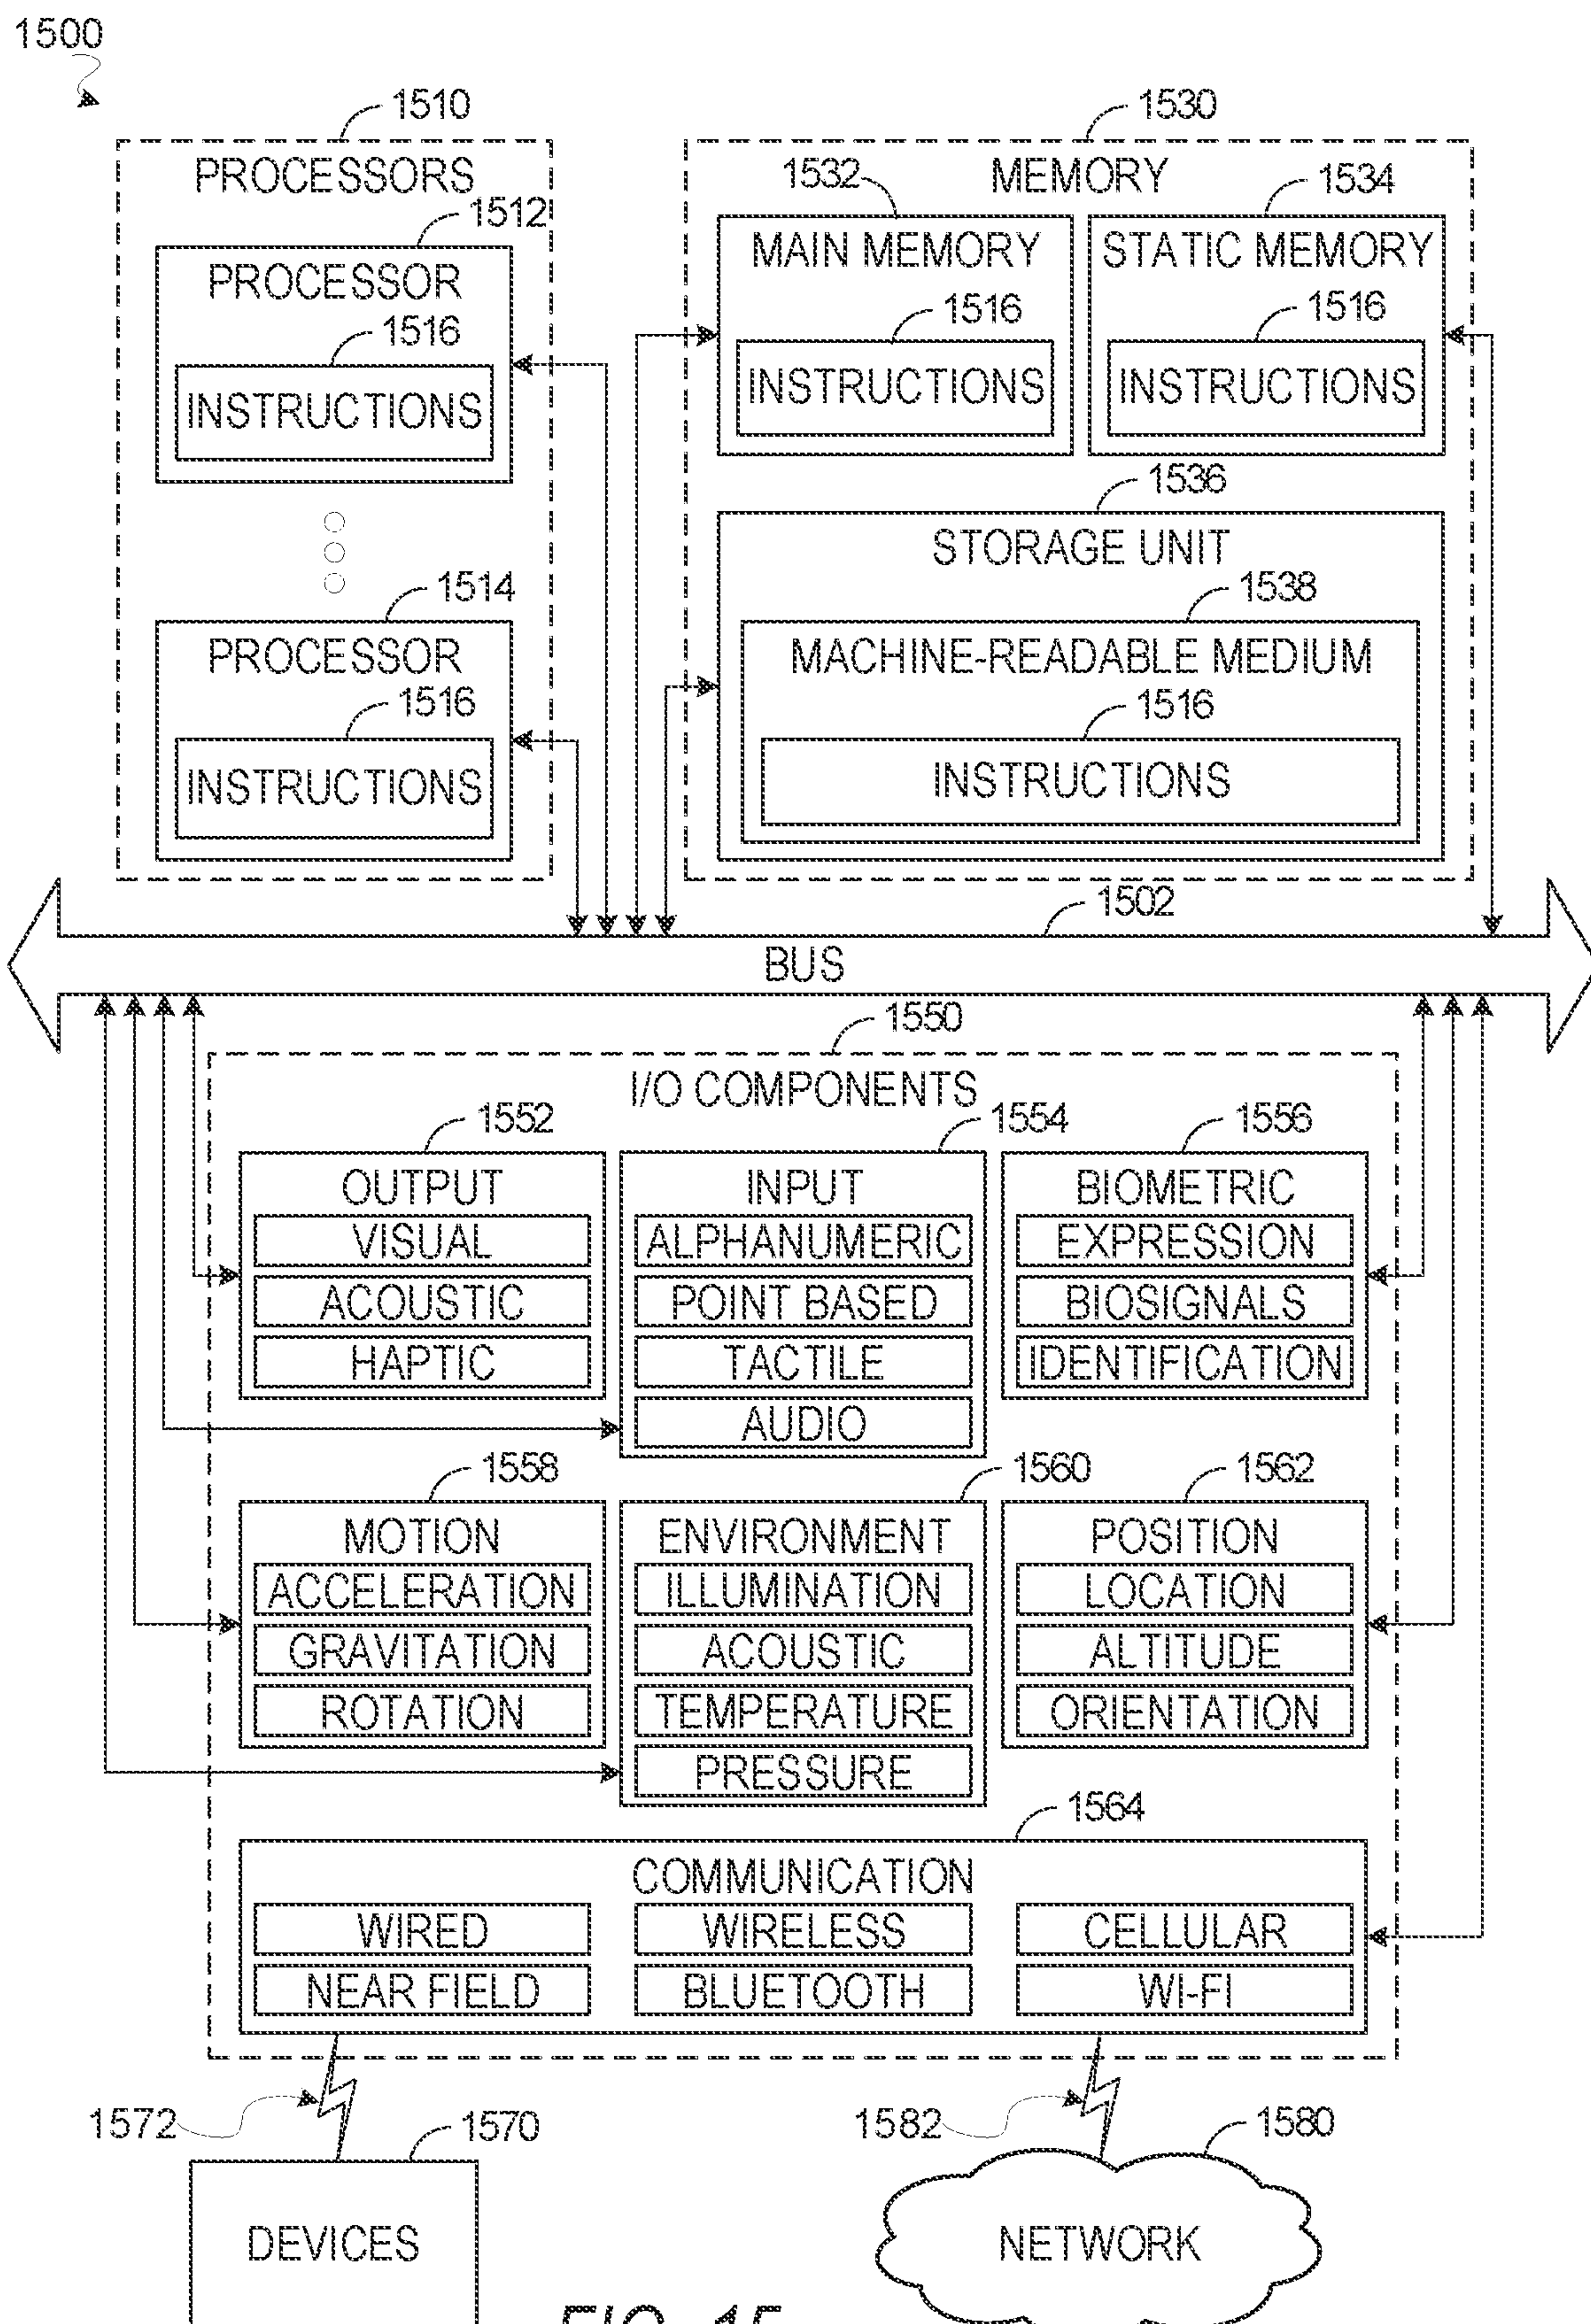 1500
1510
1530
PROCESSORS
1532
MEMORY
1534
1512
PROCESSOR
MAIN MEMORY
STATIC MEMORY
1516
1516
1516
INSTRUCTIONS
INSTRUCTIONS
INSTRUCTIONS
1536
STORAGE UNIT
1514
1538
PROCESSOR
MACHINE-READABLE MEDIUM
1516
1516
INSTRUCTIONS
INSTRUCTIONS
1502
BUS
1550
I/O COMPONENTS
1552
1554
1556
OUTPUT
INPUT
BIOMETRIC
VISUAL
ALPHANUMERIC
EXPRESSION
ACOUSTIC
POINT BASED
BIOSIGNALS
HAPTIC
TACTILE
IDENTIFICATION
AUDIO
1558
1560
1562
MOTION
ENVIRONMENT
POSITION
ACCELERATION
ILLUMINATION
LOCATION
GRAVITATION
ACOUSTIC
ALTITUDE
ROTATION
TEMPERATURE
ORIENTATION
PRESSURE
1564
COMMUNICATION
WIRED
WIRELESS
CELLULAR
NEAR FIELD
BLUETOOTH
WI-FI
1572
1570
1582
1580
DEVICES
NETWORK
FIG. 15